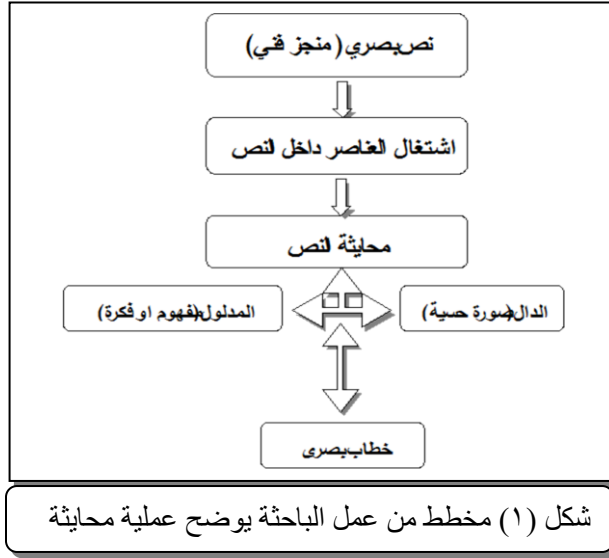 نص بصري (منجز فني)
اشتغال العناصر داخل النص
محايثة النص
الدال (صورة حسية)
المدلول (مفهوم او فكرة)
خطاب بصري
شكل (١) مخطط من عمل الباحثة يوضح عملية محايثة